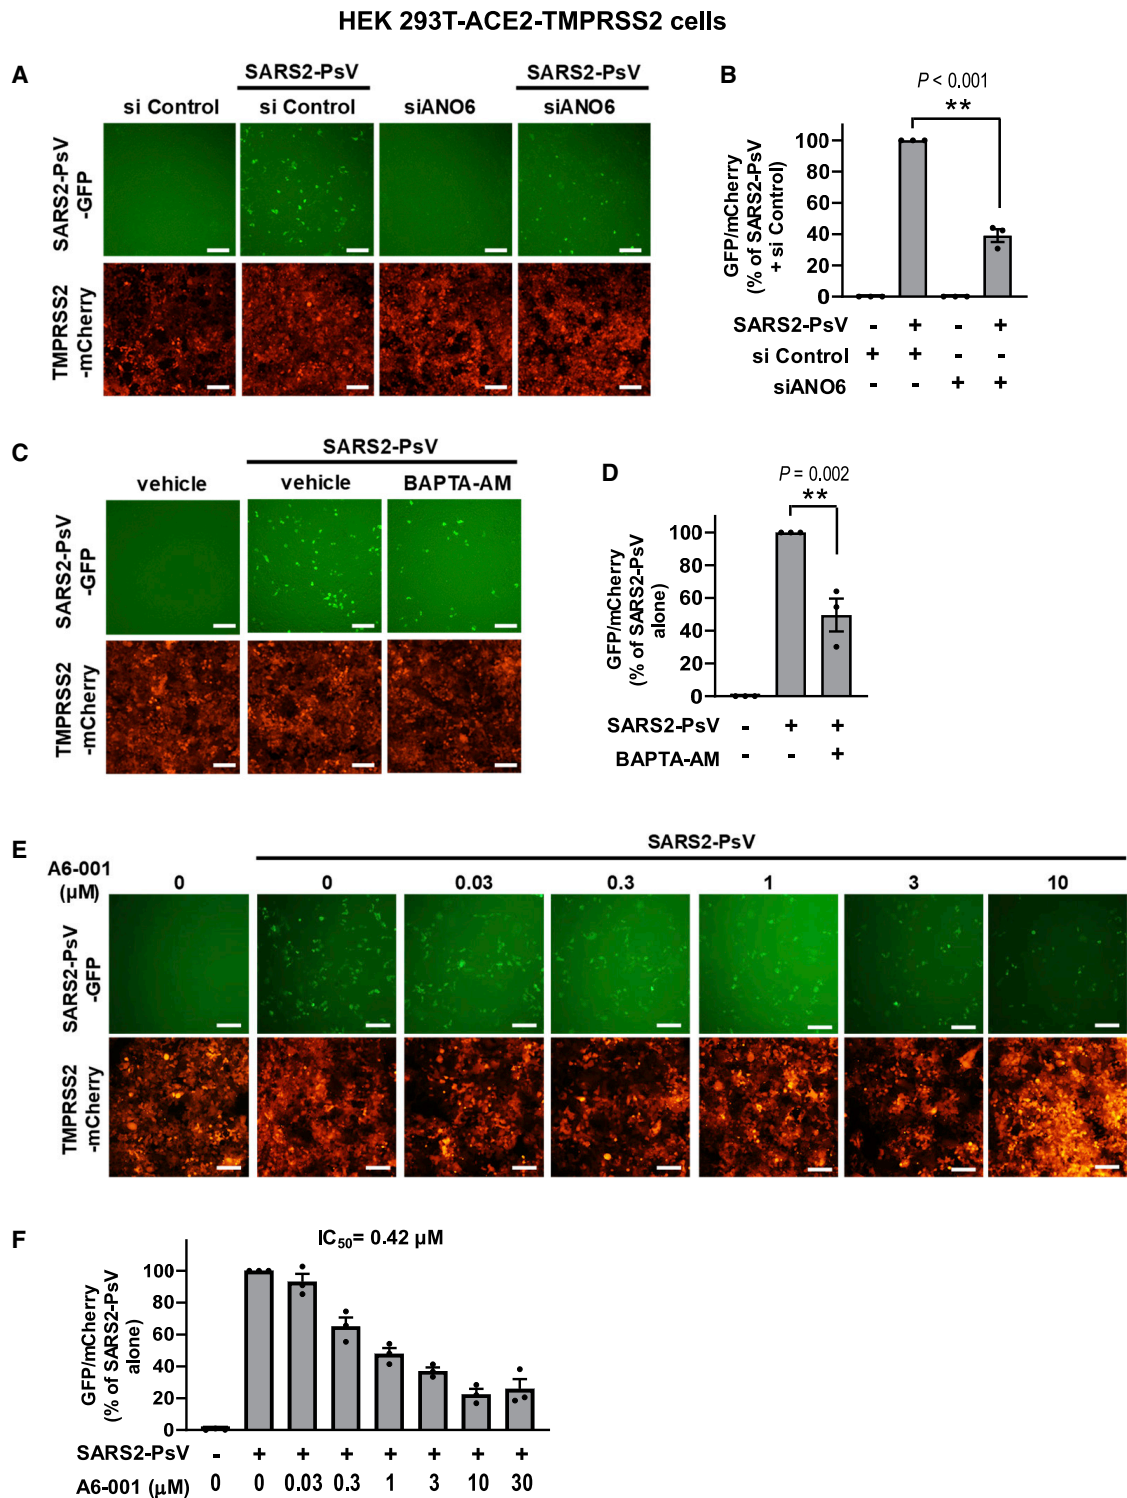 HEK 293T-ACE2-TMPRSS2 cells
A
SARS2-PsV
SARS2-PsV
si Control
si Control
siANO6
siANO6
SARS2-PsV
-GFP
TMPRSS2
-mCherry
B
P < 0.001
**
GFP/mCherry
(% of SARS2-PsV
+ si Control)
100
80
60
40
20
0
SARS2-PsV - + - +
si Control + + - -
siANO6 - - + +
C
SARS2-PsV
vehicle
vehicle
BAPTA-AM
SARS2-PsV
-GFP
TMPRSS2
-mCherry
D
P = 0.002
**
GFP/mCherry
(% of SARS2-PsV
alone)
100
80
60
40
20
0
SARS2-PsV - + +
BAPTA-AM - - +
E
SARS2-PsV
A6-001
(µM)
0 0 0.03 0.3 1 3 10
SARS2-PsV
-GFP
TMPRSS2
-mCherry
F
IC50= 0.42 µM
GFP/mCherry
(% of SARS2-PsV
alone)
100
80
60
40
20
0
SARS2-PsV - + + + + + + +
A6-001 (µM) 0 0 0.03 0.3 1 3 10 30